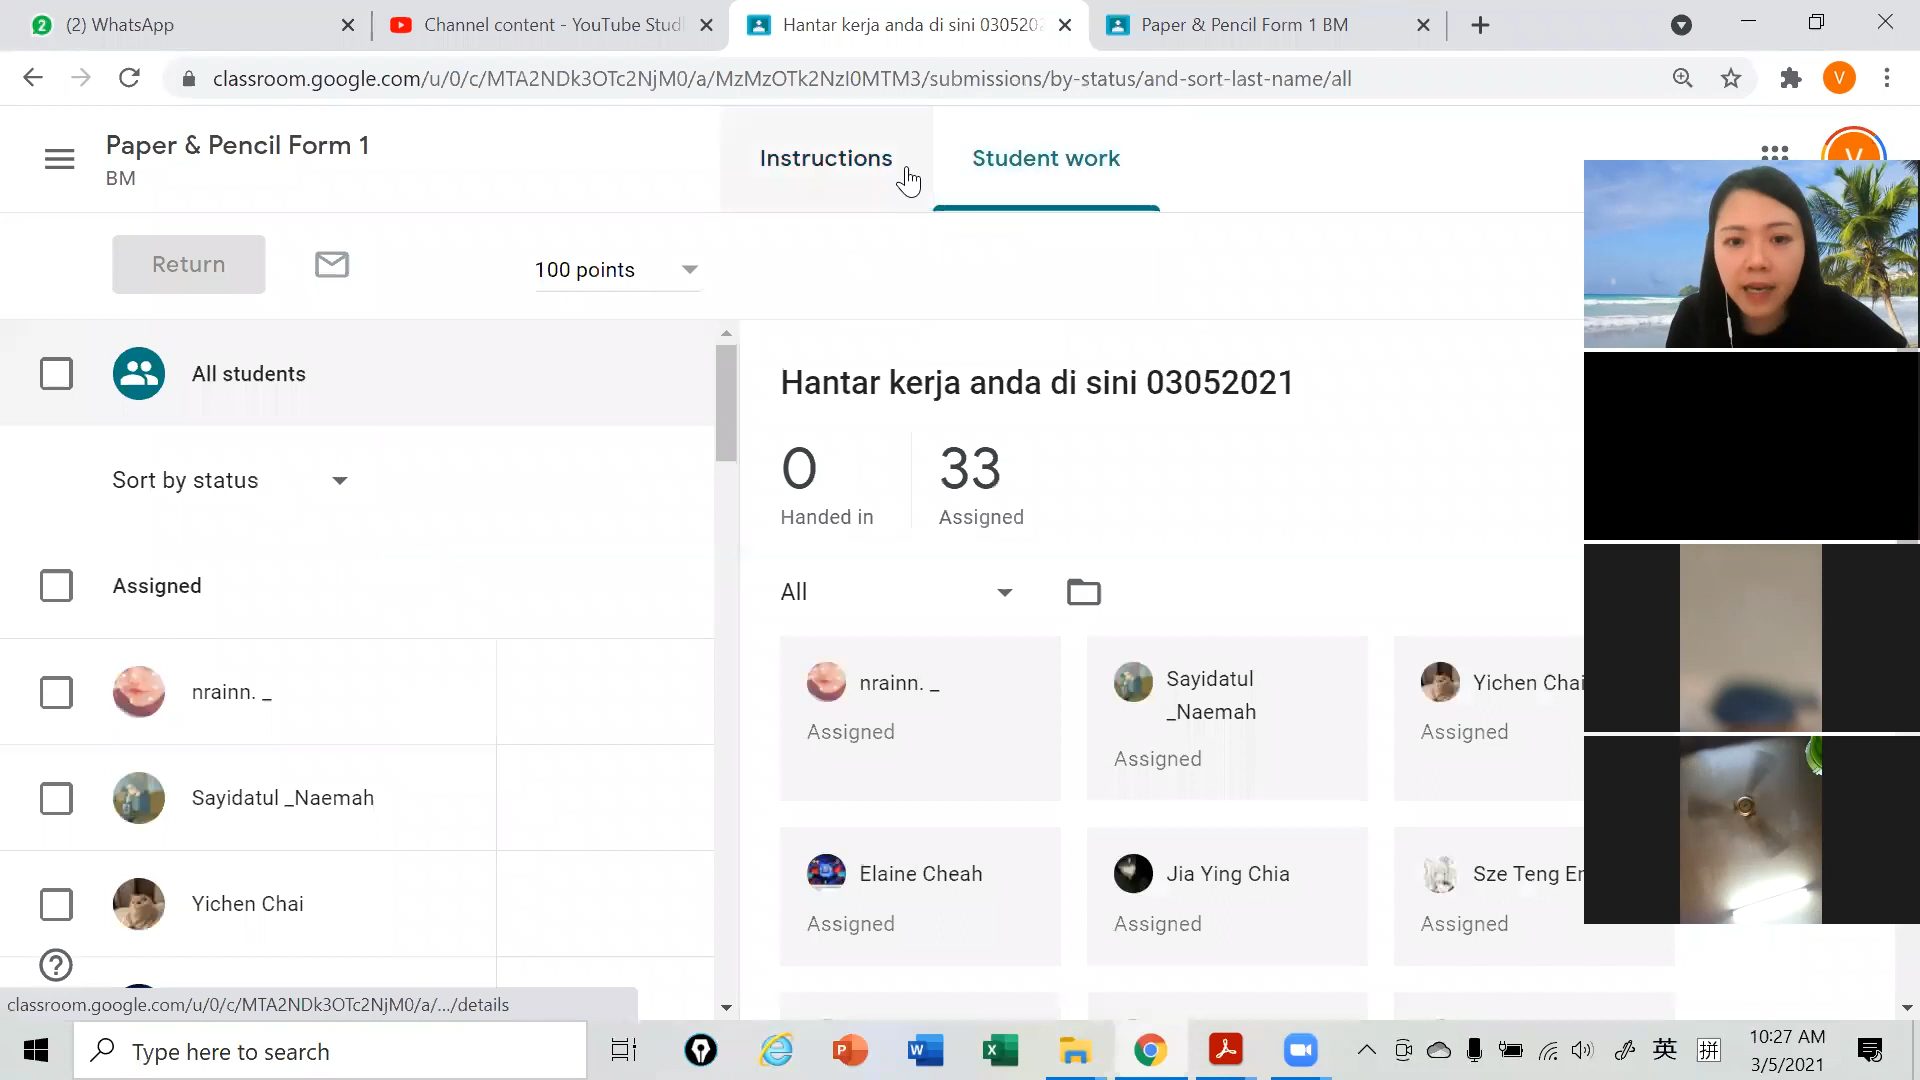 (2) WhatsApp
Channel content - YouTube Studi
Hantar kerja anda di sini 0305202
Paper & Pencil Form 1 BM
classroom.google.com/u/0/c/MTA2NDk3OTc2NjM0/a/MzMzOTk2NzI0MTM3/submissions/by-status/and-sort-last-name/all
V
Paper & Pencil Form 1
BM
Instructions
Student work
V
Return
100 points
All students
Hantar kerja anda di sini 03052021
0
33
Handed in
Assigned
Sort by status
All
Assigned
nrainn. _
Sayidatul _Naemah
Yichen Chai
nrainn. _
Assigned
Sayidatul
_Naemah
Assigned
Yichen Chai
Assigned
Elaine Cheah
Assigned
Jia Ying Chia
Assigned
Sze Teng
Assigned
classroom.google.com/u/0/c/MTA2NDk3OTc2NjM0/a/.../details
Type here to search
英
拼
10:27 AM
3/5/2021